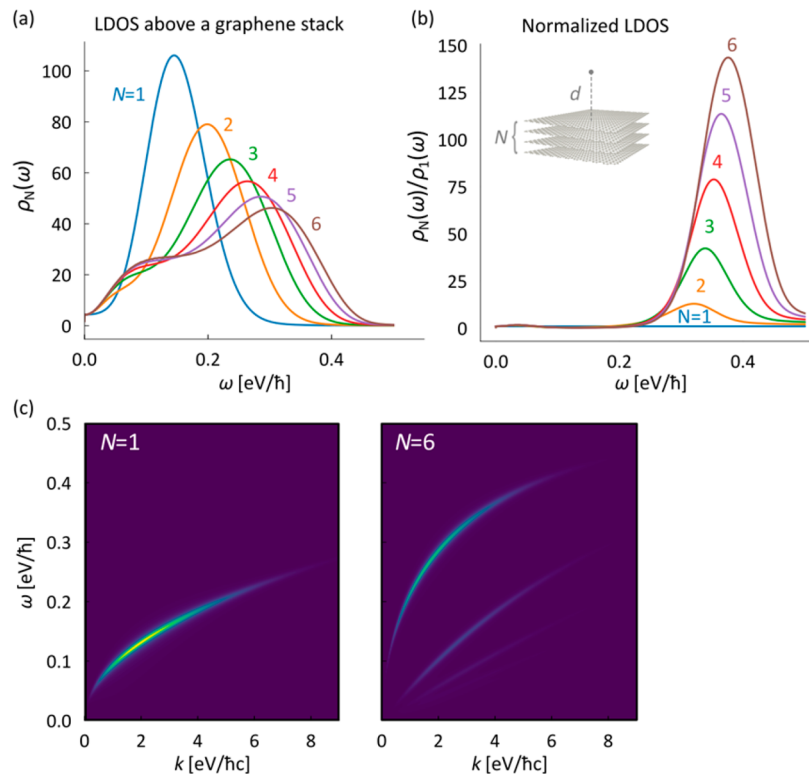 (a)
LDOS above a graphene stack
ρN(ω)
100
80
60
40
20
0
N=1
2
3
4
5
6
0.0
0.2
0.4
ω [eV/ħ]
(b)
Normalized LDOS
ρN(ω)/ρ1(ω)
150
125
100
75
50
25
0
d
N
6
5
4
3
2
N=1
0.0
0.2
0.4
ω [eV/ħ]
(c)
ω [eV/ħ]
0.5
0.4
0.3
0.2
0.1
0.0
N=1
0
2
4
6
8
k [eV/ħc]
N=6
0
2
4
6
8
k [eV/ħc]